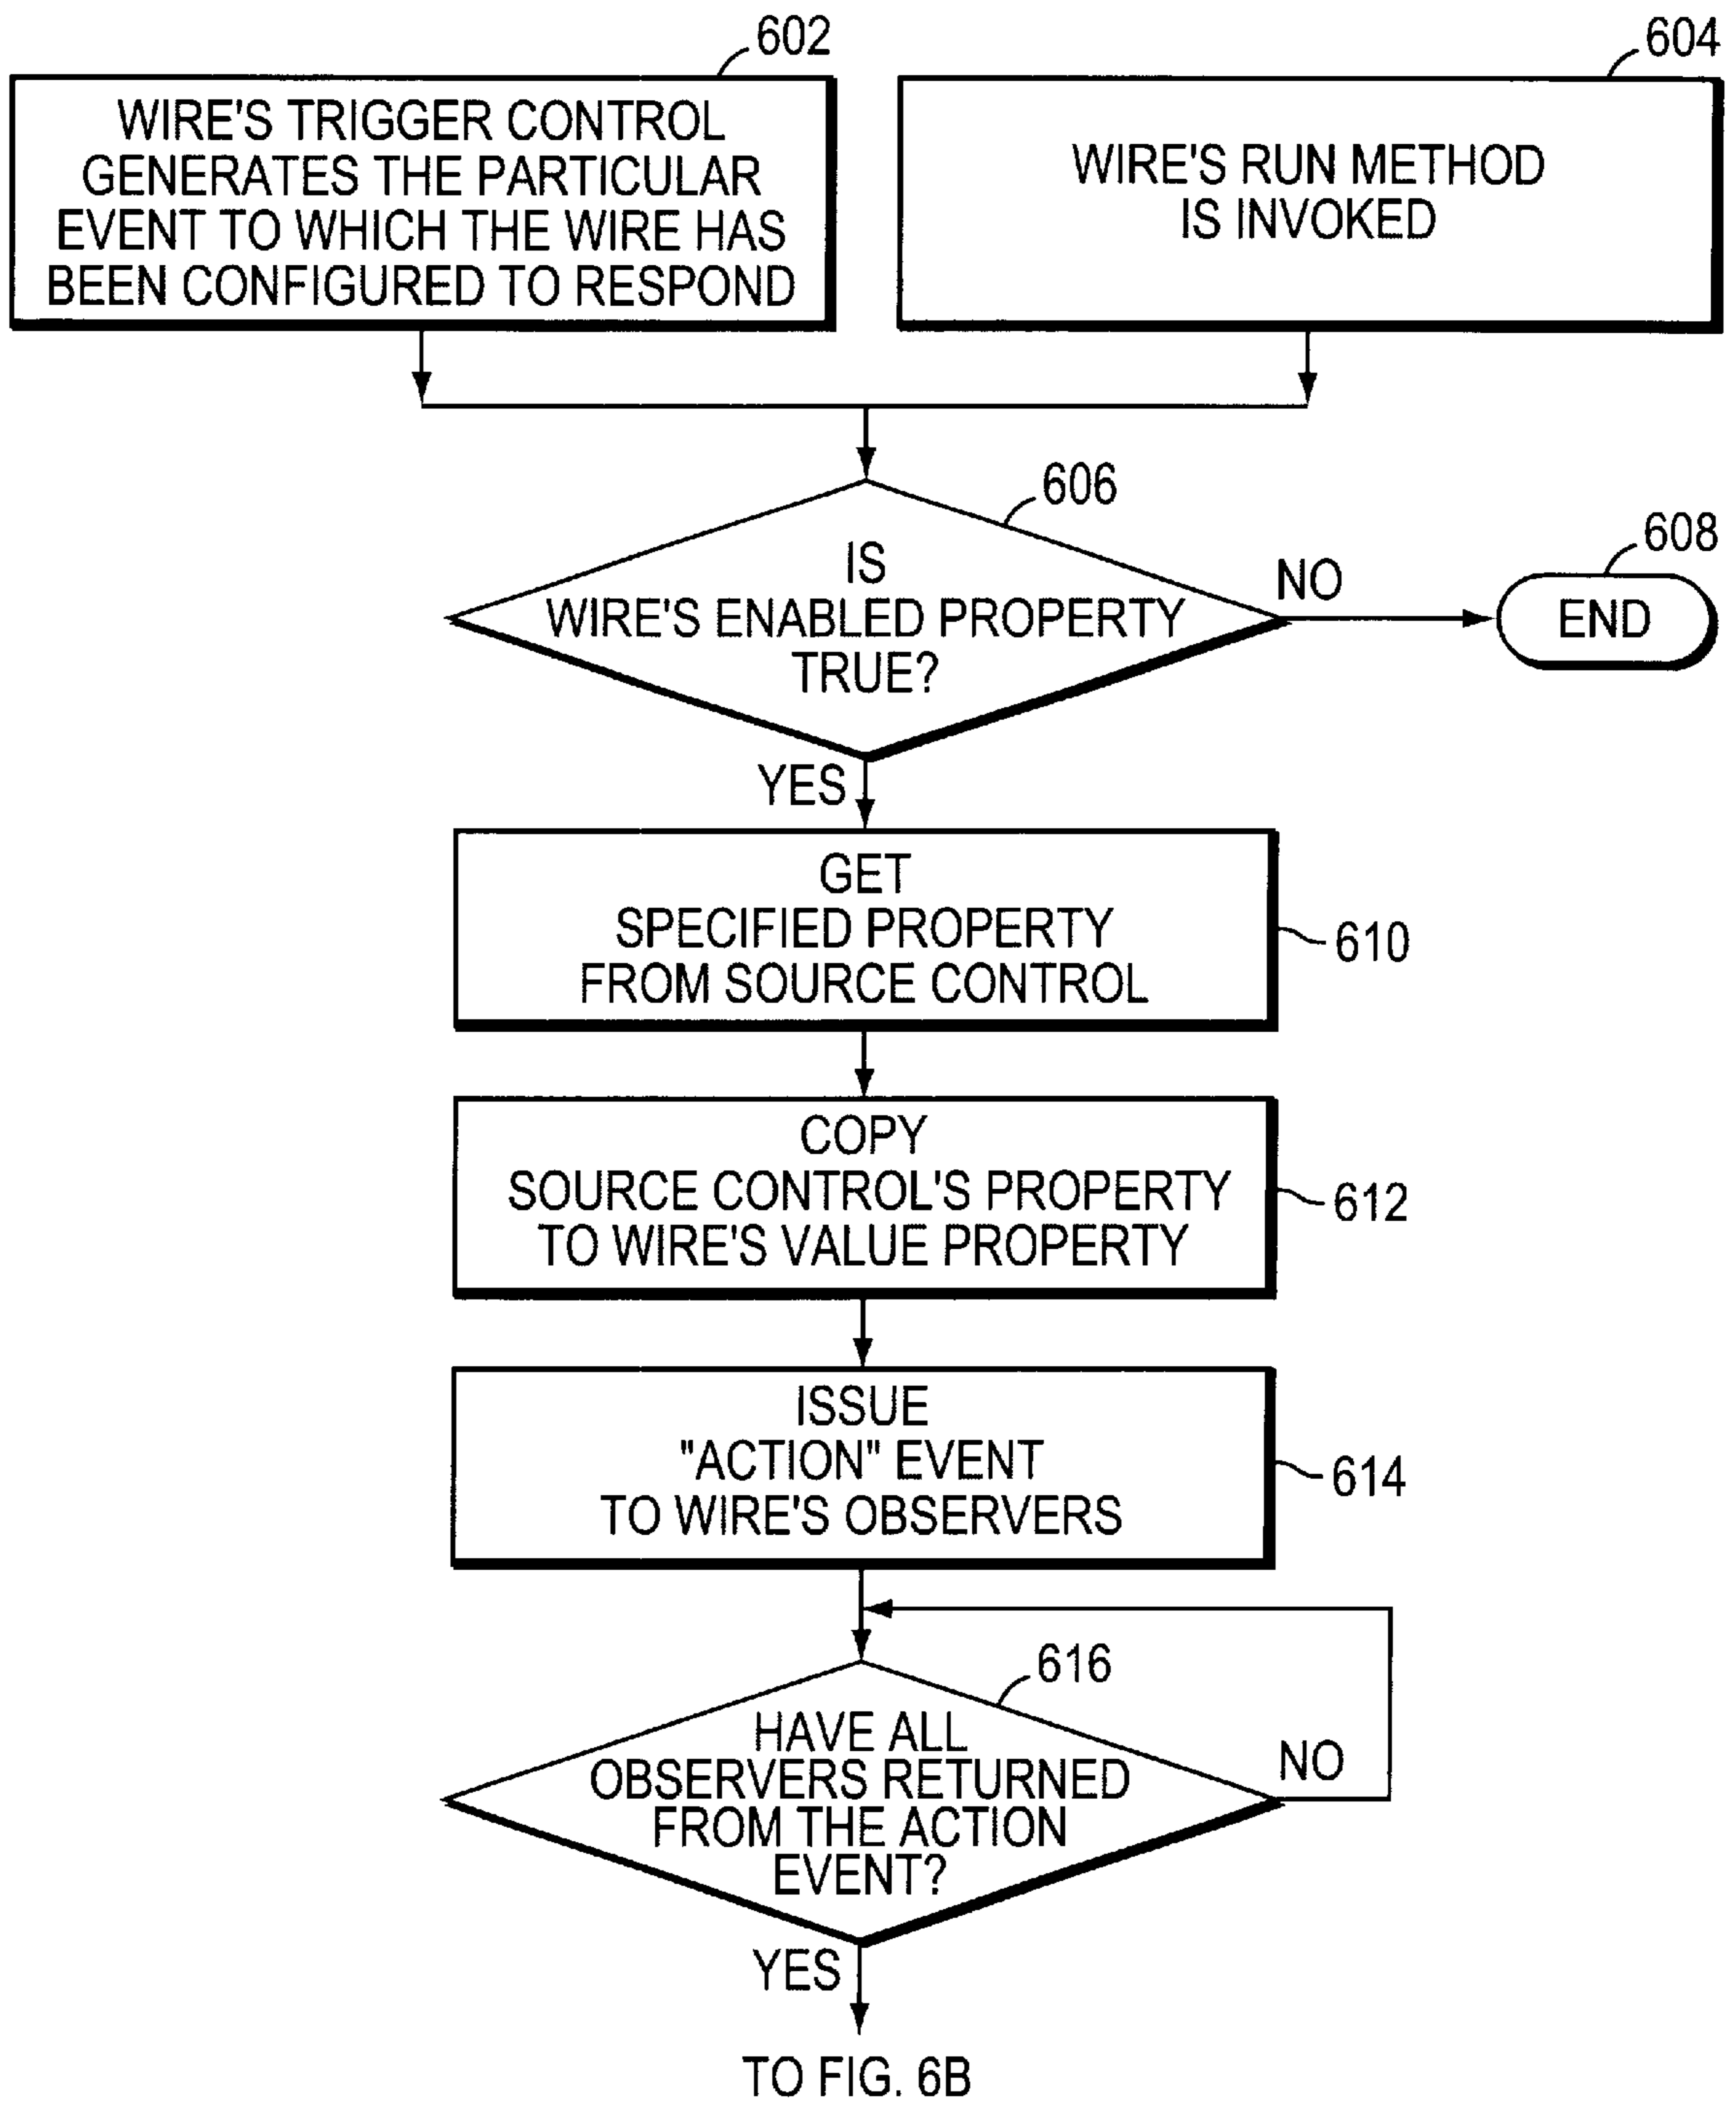 602
WIRE'S TRIGGER CONTROL
GENERATES THE PARTICULAR
EVENT TO WHICH THE WIRE HAS
BEEN CONFIGURED TO RESPOND
604
WIRE'S RUN METHOD
IS INVOKED
606
IS
WIRE'S ENABLED PROPERTY
TRUE?
NO
608
END
YES
GET
SPECIFIED PROPERTY
FROM SOURCE CONTROL
610
COPY
SOURCE CONTROL'S PROPERTY
TO WIRE'S VALUE PROPERTY
612
ISSUE
"ACTION" EVENT
TO WIRE'S OBSERVERS
614
616
HAVE ALL
OBSERVERS RETURNED
FROM THE ACTION
EVENT?
NO
YES
TO FIG. 6B